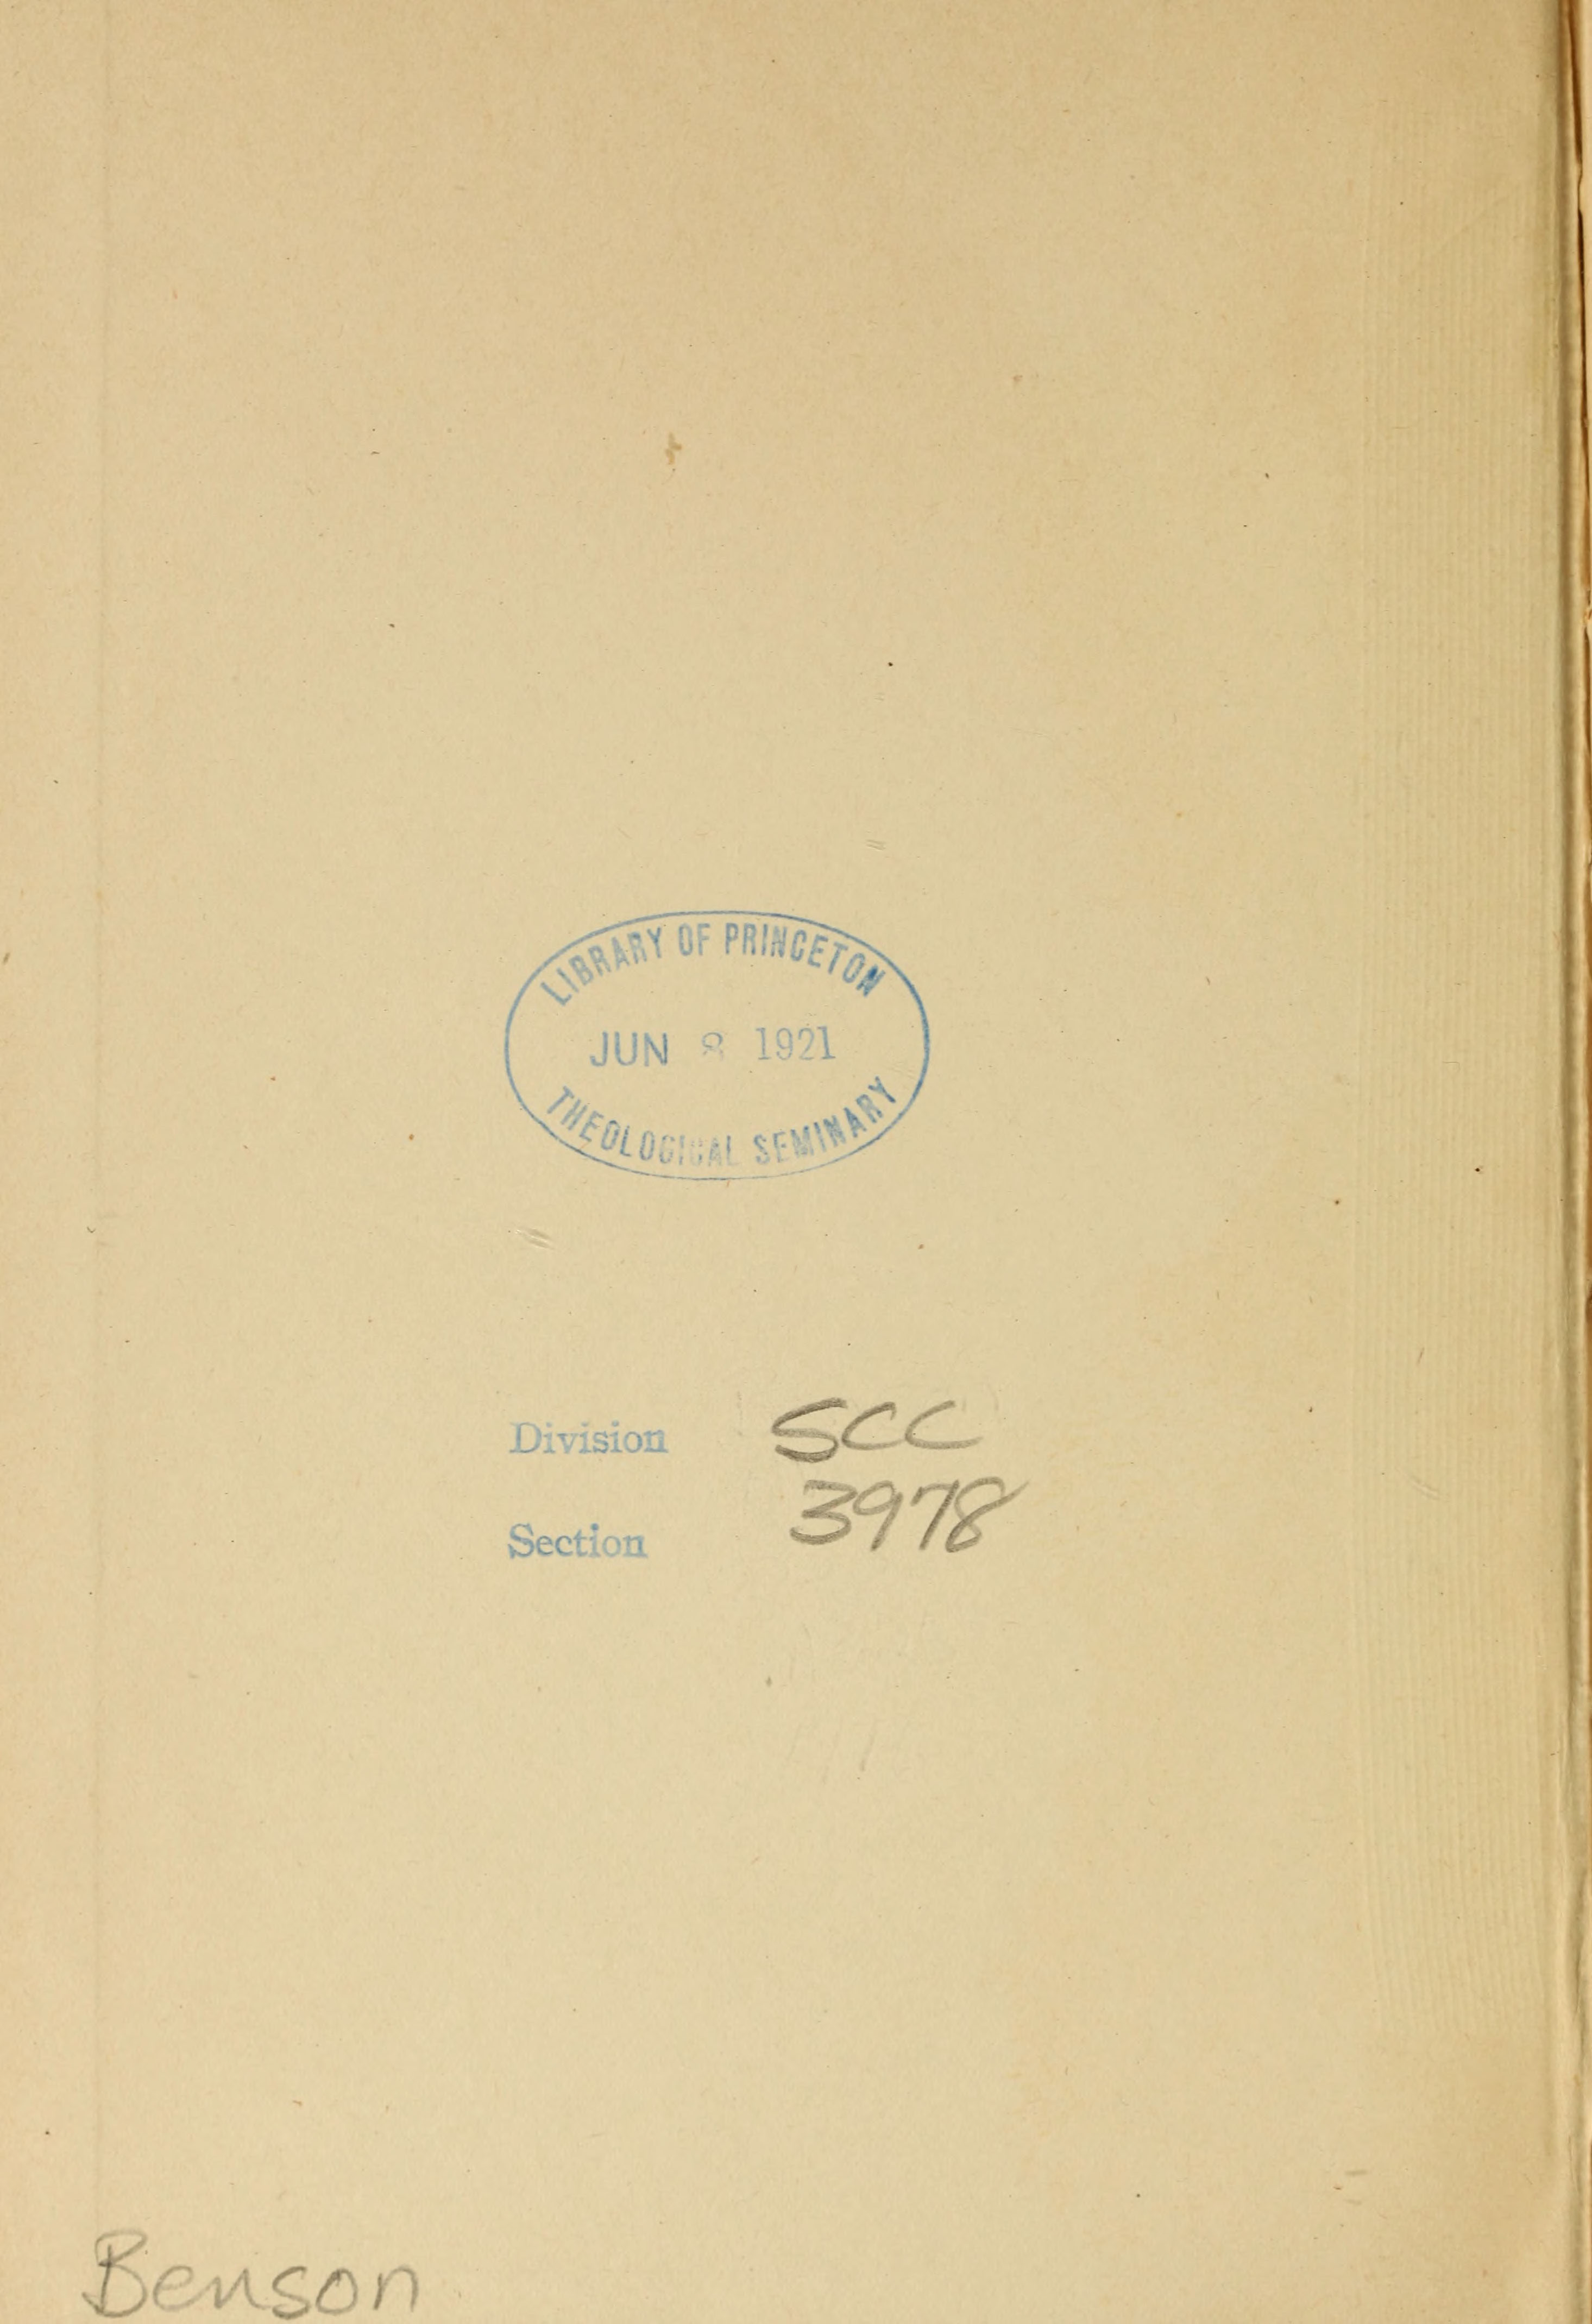 LIBRARY OF PRINCETON
JUN 8 1921
THEOLOGICAL SEMINARY
Division SCC
3978
Section
Benson